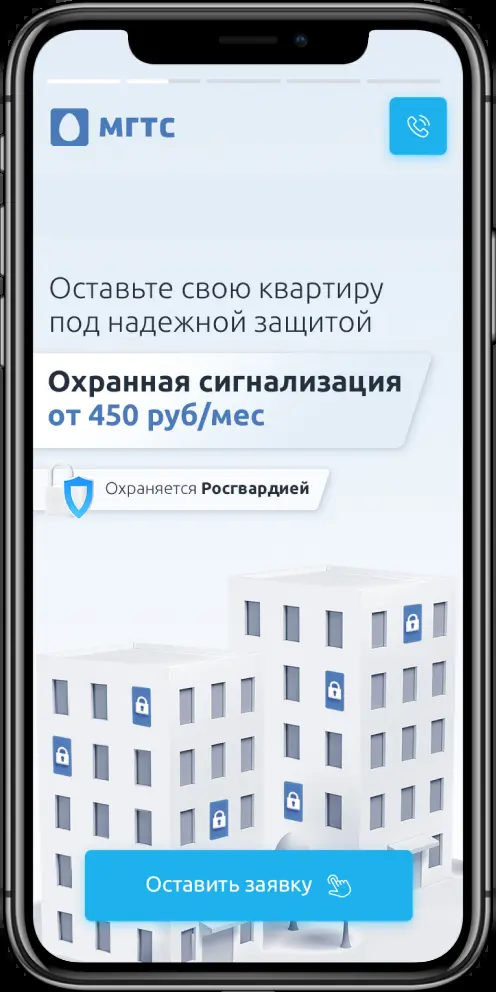 МГТС
Оставьте свою квартиру
под надежной защитой
Охранная сигнализация
от 450 руб/мес
Охраняется Росгвардией
Оставить заявку